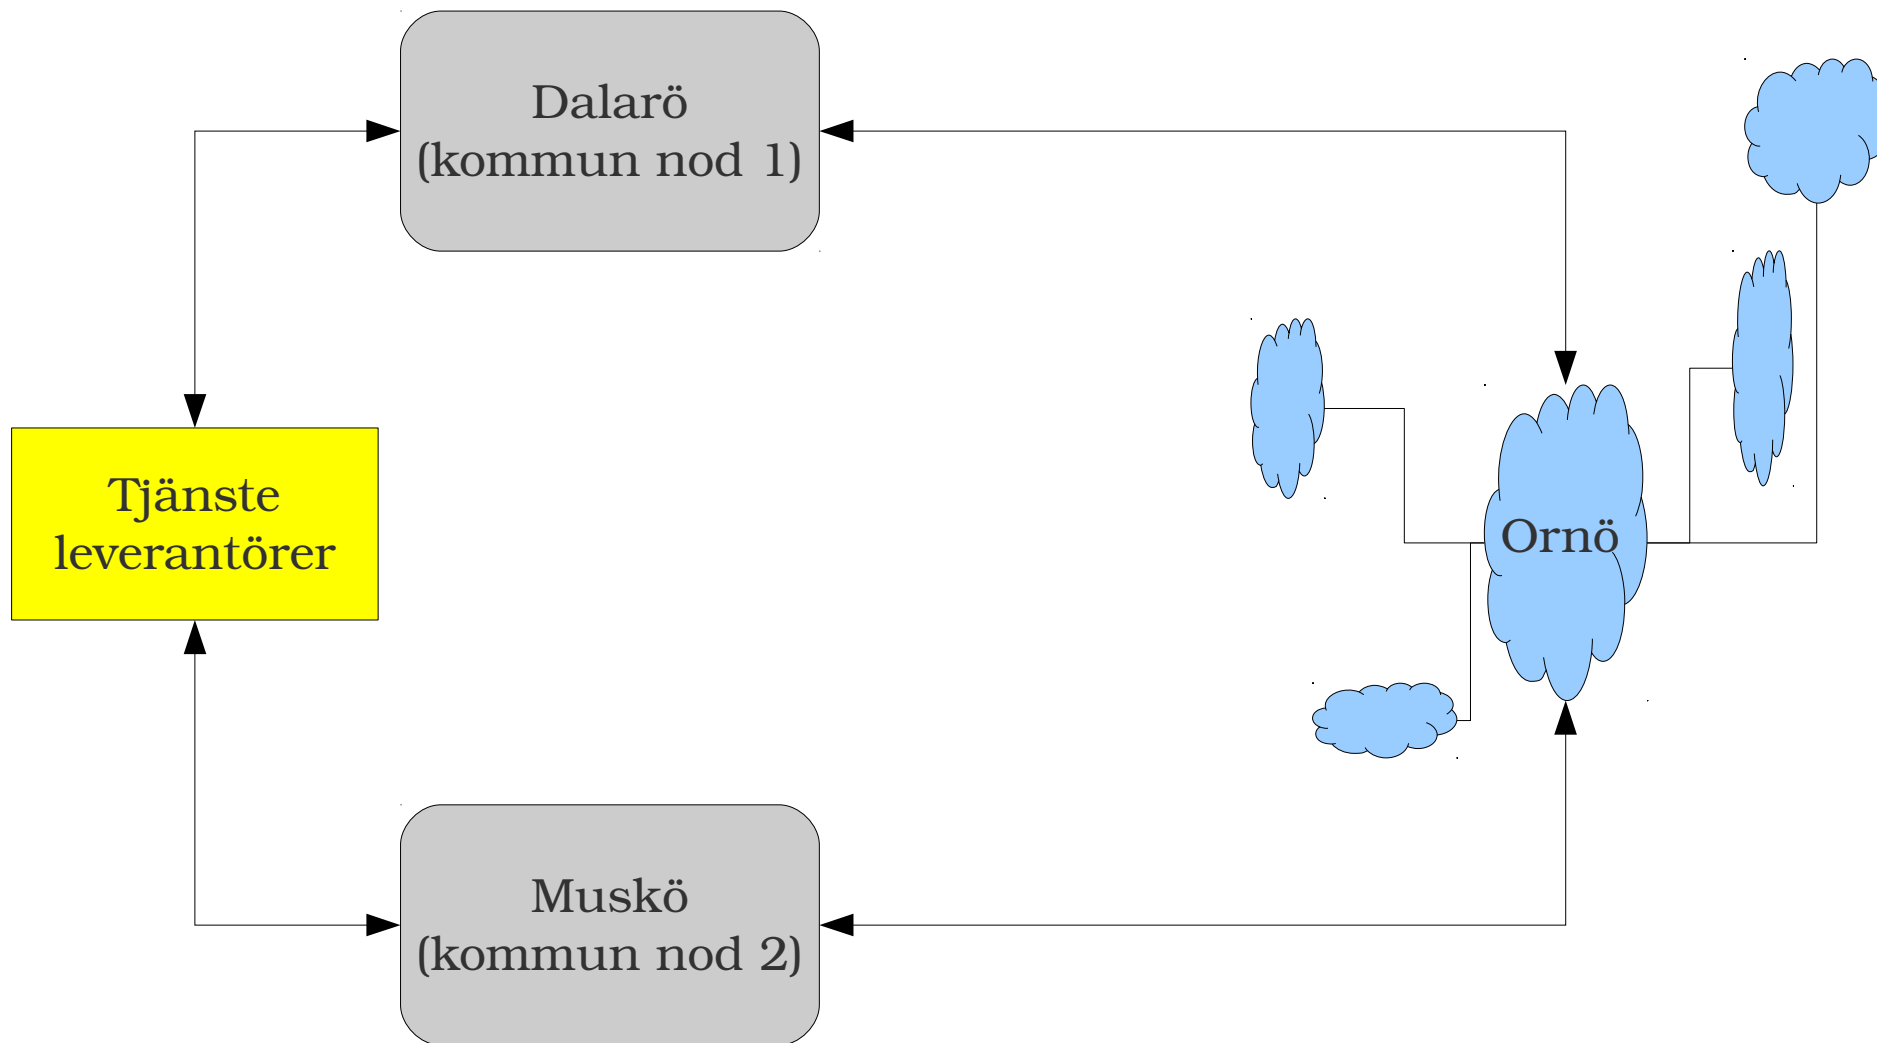 Dalarö
(kommun nod 1)
Tjänste
leverantörer
Ornö
Muskö
(kommun nod 2)